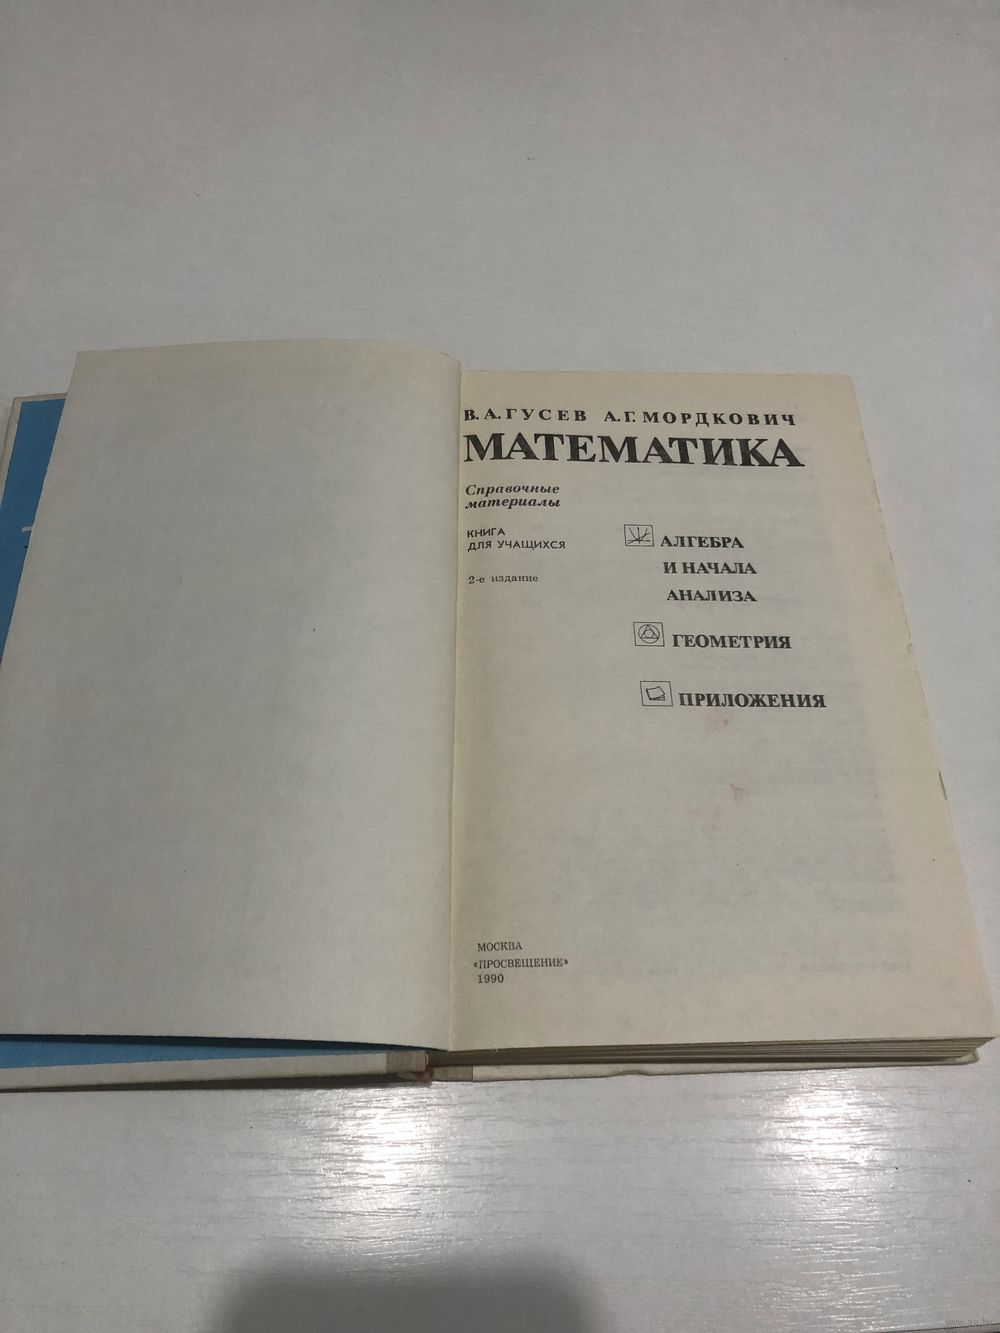 В. А. ГУСЕВ А. Г. МОРДКОВИЧ
МАТЕМАТИКА
Справочные
материалы
КНИГА
ДЛЯ УЧАЩИХСЯ
2-е издание
АЛГЕБРА
И НАЧАЛА
АНАЛИЗА
ГЕОМЕТРИЯ
ПРИЛОЖЕНИЯ
МОСКВА
«ПРОСВЕЩЕНИЕ»
1990